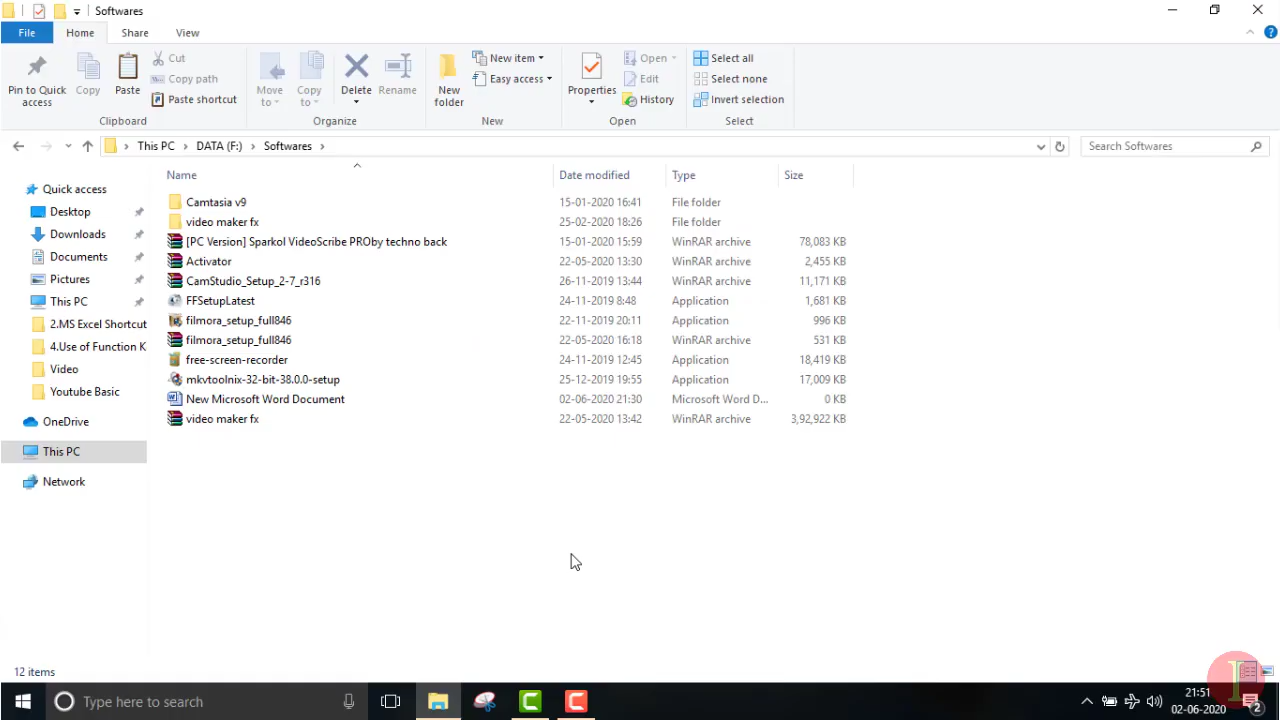 Softwares
File Home Share View
Pin to Quick access
Copy
Paste
Cut
Copy path
Paste shortcut
Clipboard
Move to
Copy to
Delete
Rename
Organize
New folder
New item
Easy access
New
Properties
Open
Edit
History
Open
Select all
Select none
Invert selection
Select
This PC DATA (F:) Softwares
Search Softwares
Name Date modified Type Size
Quick access
Desktop
Downloads
Documents
Pictures
This PC
2.MS Excel Shortcut
4.Use of Function K
Video
Youtube Basic
OneDrive
This PC
Network
Camtasia v9 15-01-2020 16:41 File folder
video maker fx 25-02-2020 18:26 File folder
[PC Version] Sparkol VideoScribe PROby techno back 15-01-2020 15:59 WinRAR archive 78,083 KB
Activator 22-05-2020 13:30 WinRAR archive 2,455 KB
CamStudio_Setup_2-7_r316 26-11-2019 13:44 WinRAR archive 11,171 KB
FFSetupLatest 24-11-2019 8:48 Application 1,681 KB
filmora_setup_full846 22-11-2019 20:11 Application 996 KB
filmora_setup_full846 22-05-2020 16:18 WinRAR archive 531 KB
free-screen-recorder 24-11-2019 12:45 Application 18,419 KB
mkvtoolnix-32-bit-38.0.0-setup 25-12-2019 19:55 Application 17,009 KB
New Microsoft Word Document 02-06-2020 21:30 Microsoft Word D... 0 KB
video maker fx 22-05-2020 13:42 WinRAR archive 3,92,922 KB
12 items
Type here to search
21:51
02-06-2020
2